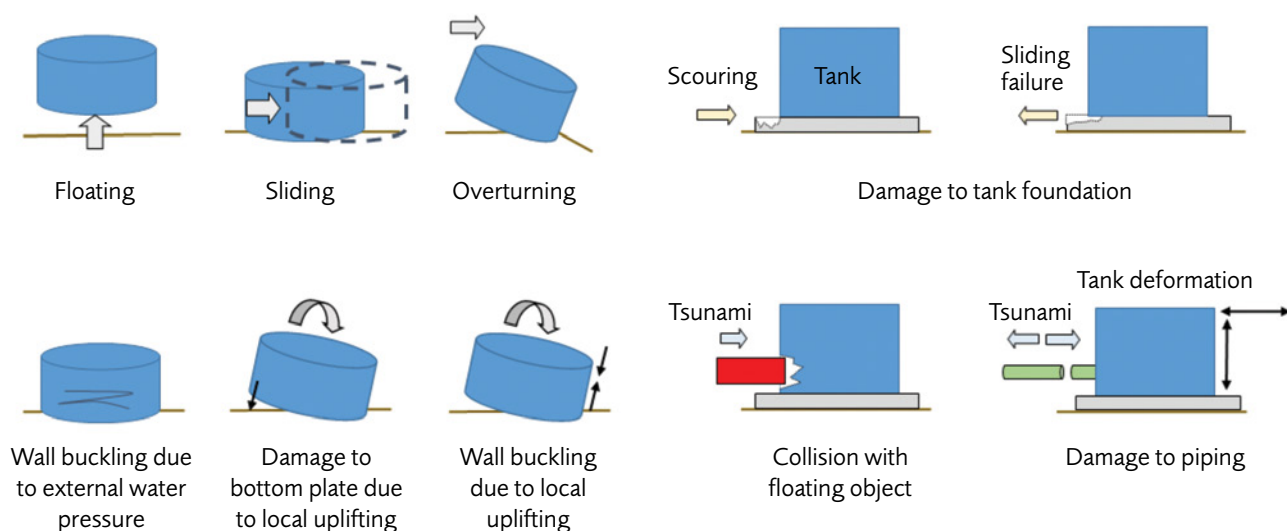 Scouring
Tank
Sliding
failure
Floating
Sliding
Overturning
Damage to tank foundation
Tsunami
Tank deformation
Tsunami
Wall buckling due
to external water
pressure
Damage to
bottom plate due
to local uplifting
Wall buckling
due to local
uplifting
Collision with
floating object
Damage to piping